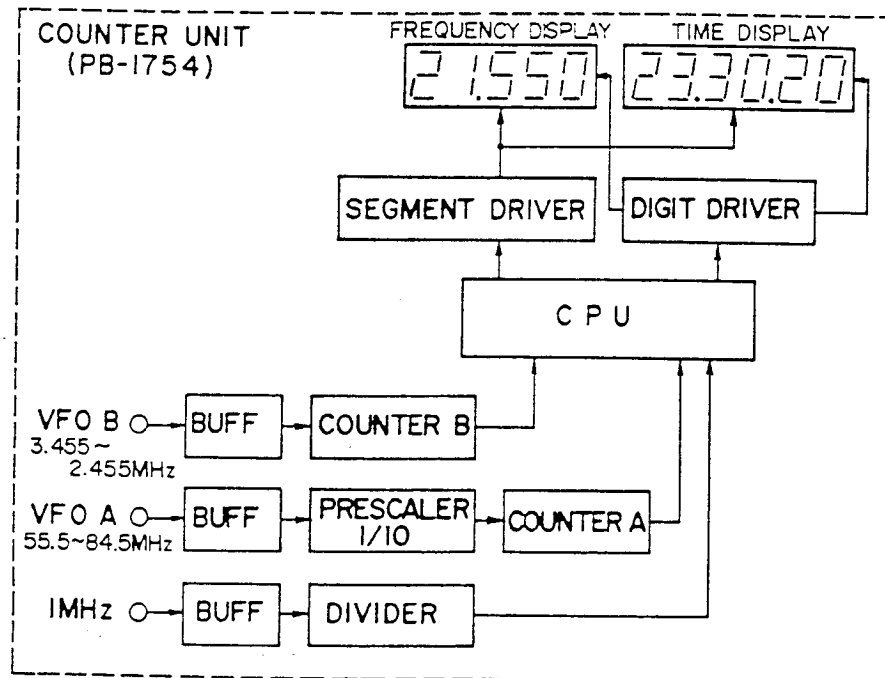 COUNTER UNIT
(PB-1754)
FREQUENCY DISPLAY
TIME DISPLAY
21.550
23.30.20
SEGMENT DRIVER
DIGIT DRIVER
CPU
VFO B
3.455~
2.455MHz
BUFF
COUNTER B
VFO A
55.5~84.5MHz
BUFF
PRESCALER
1/10
COUNTER A
1MHz
BUFF
DIVIDER